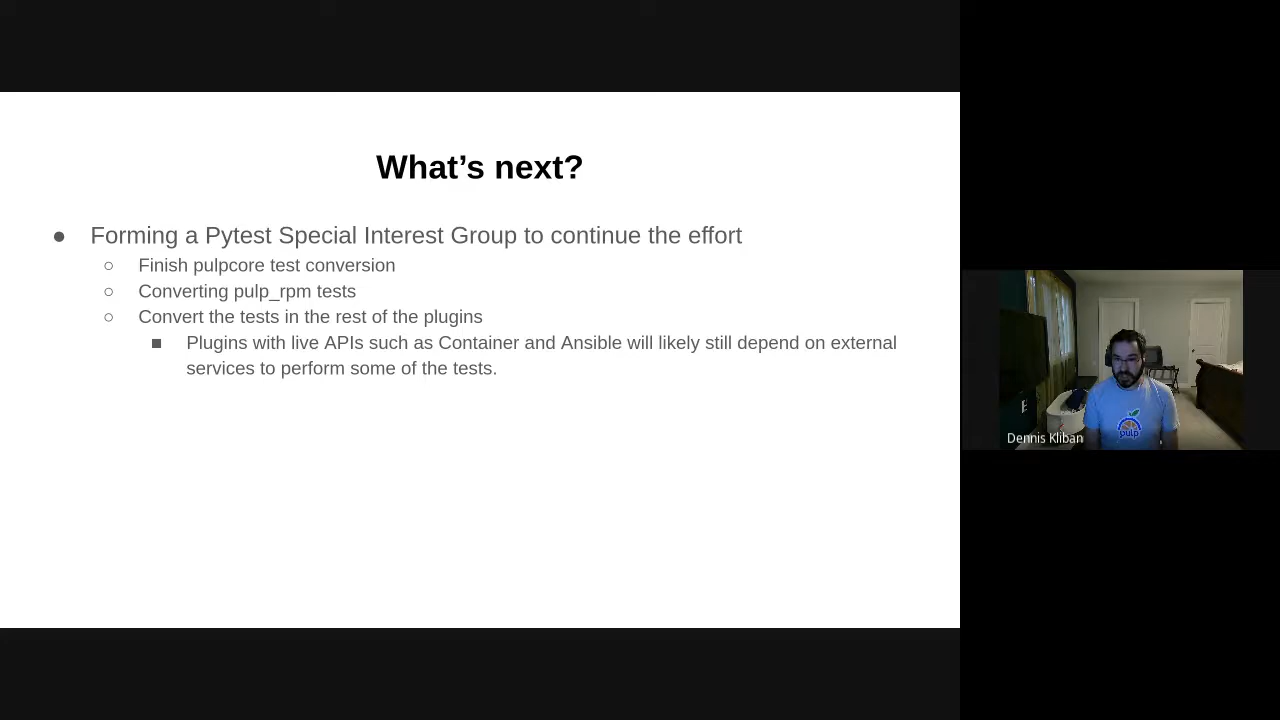 What’s next?
● Forming a Pytest Special Interest Group to continue the effort
○ Finish pulpcore test conversion
○ Converting pulp_rpm tests
○ Convert the tests in the rest of the plugins
■ Plugins with live APIs such as Container and Ansible will likely still depend on external
services to perform some of the tests.
pulp
Dennis Kliban